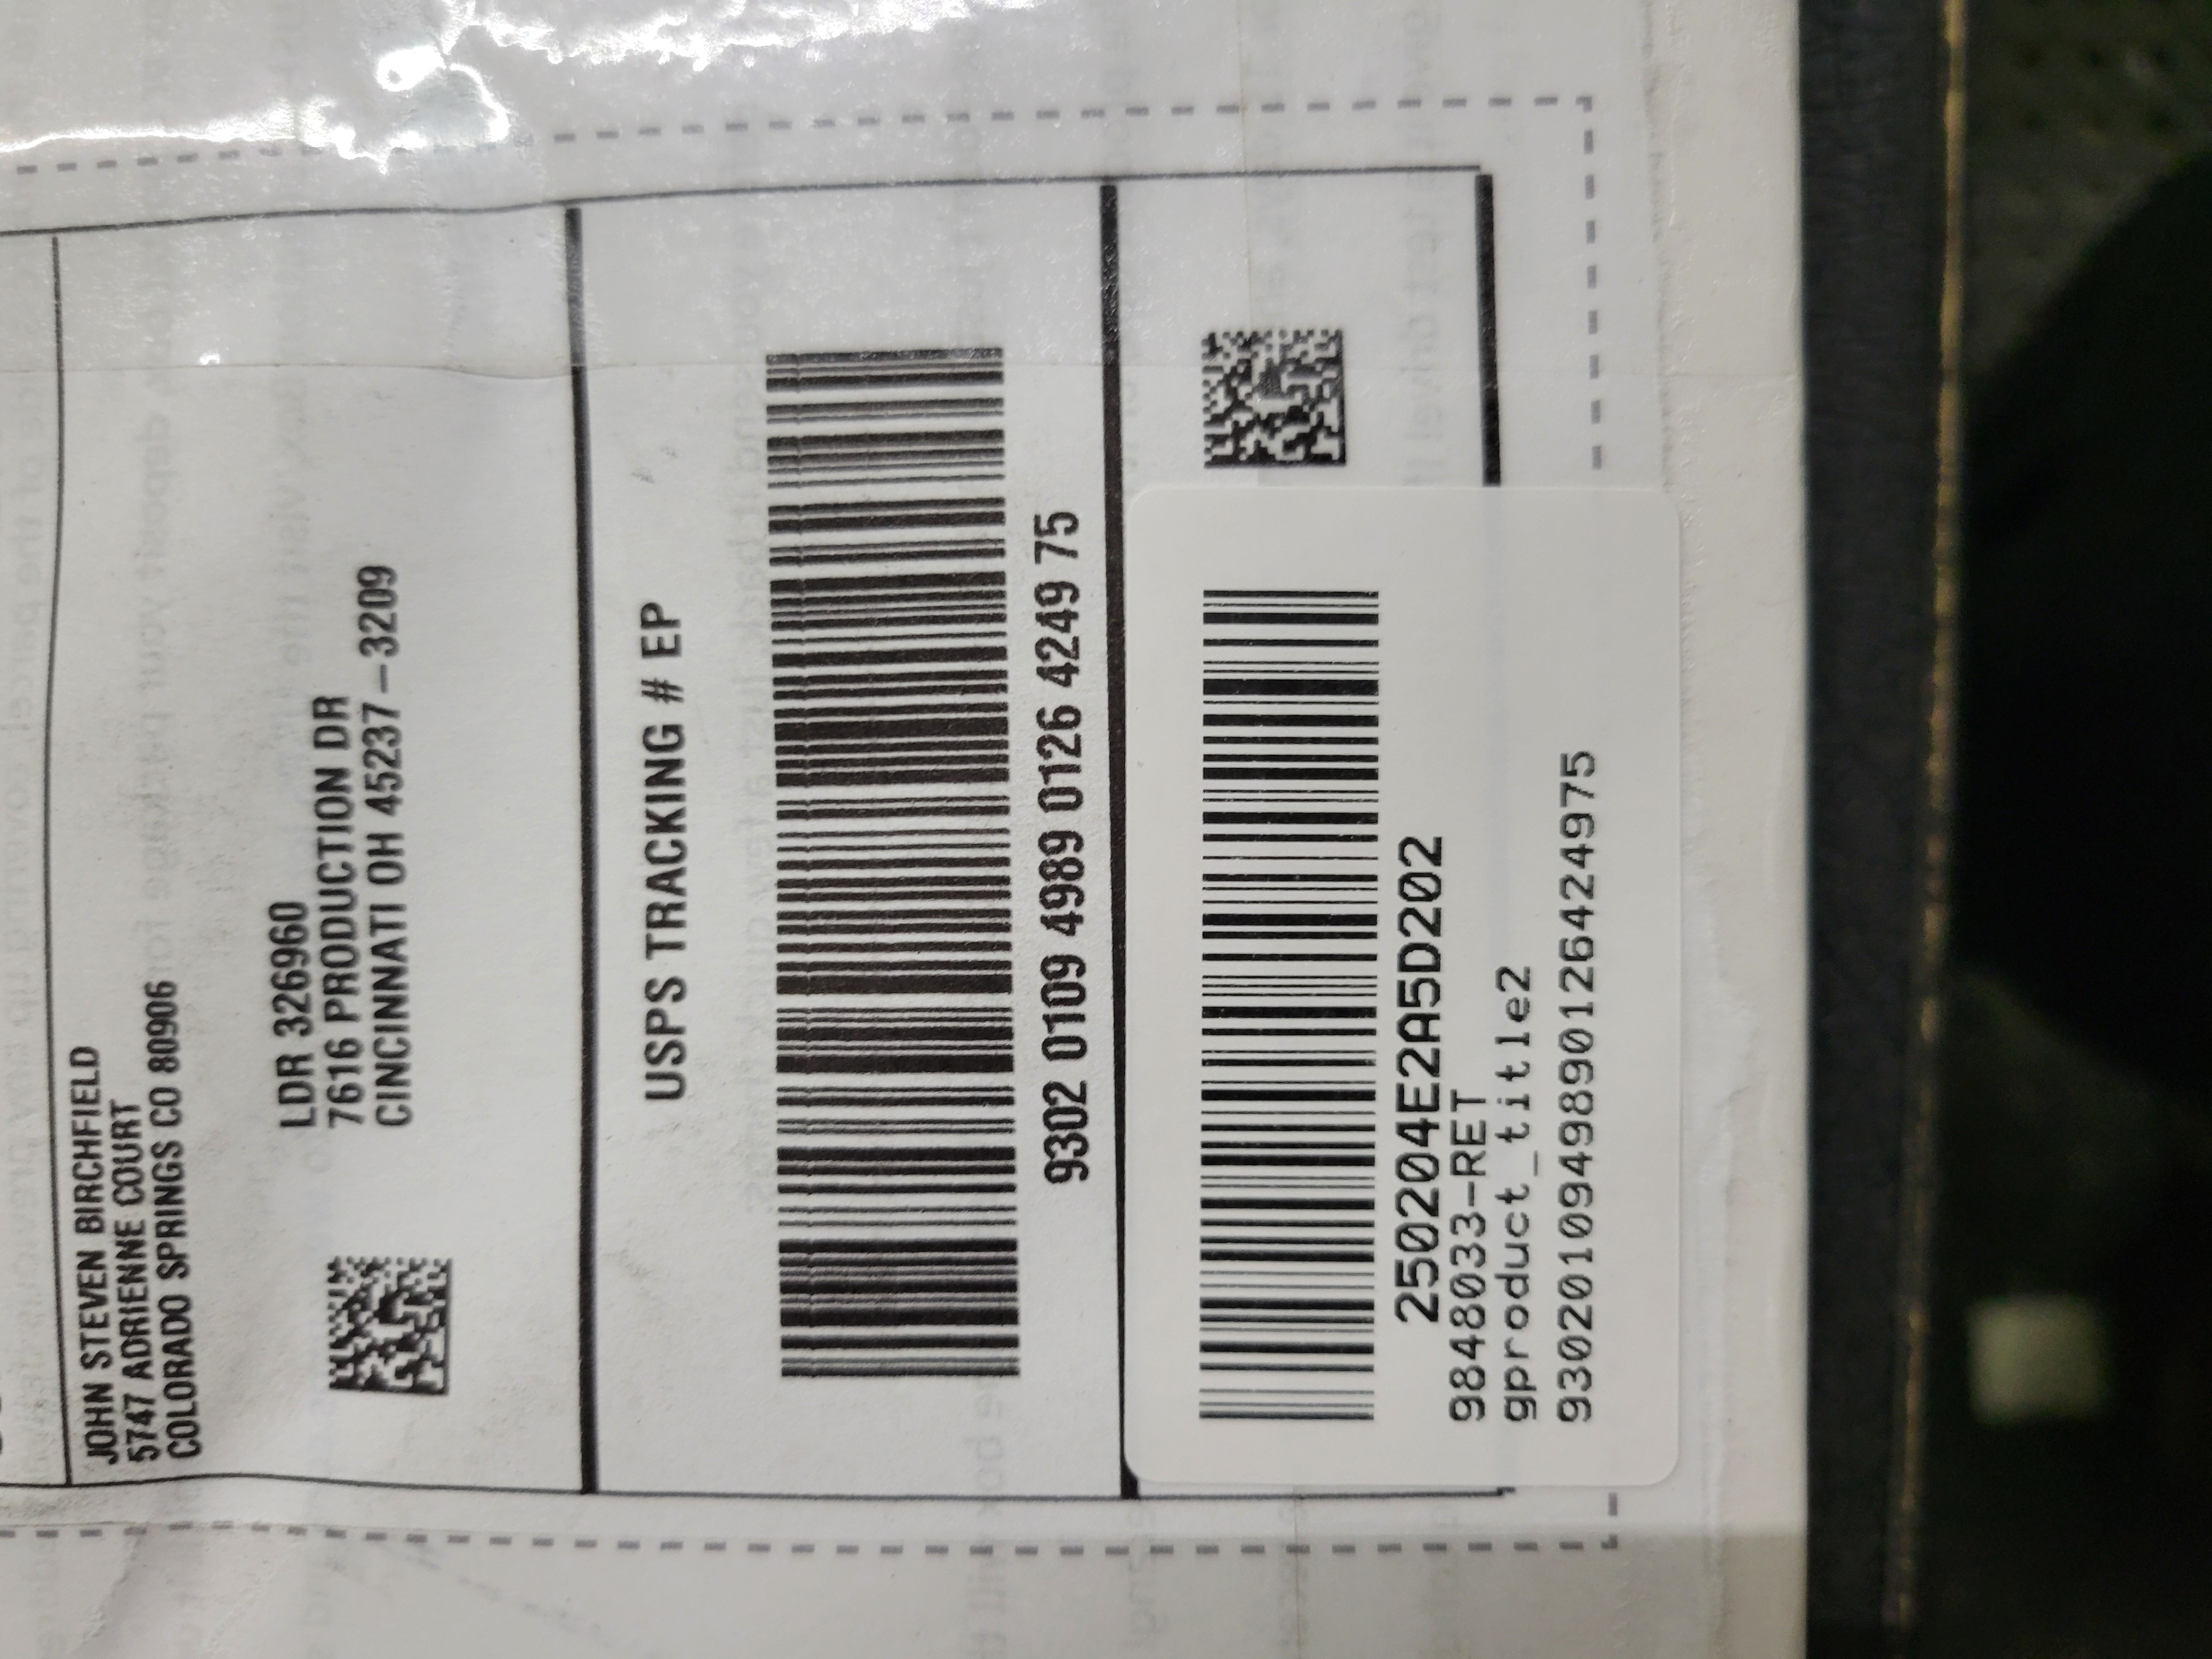 JOHN STEVEN BIRCHFIELD
5747 ADRIENNE COURT
COLORADO SPRINGS CO 80906
LDR 326960
7616 PRODUCTION DR
CINCINNATI OH 45237-3209
USPS TRACKING # EP
9302 0109 4989 0126 4249 75
250204E2A5D202
9848033-RET
gproduct_title2
9302010949890126424975